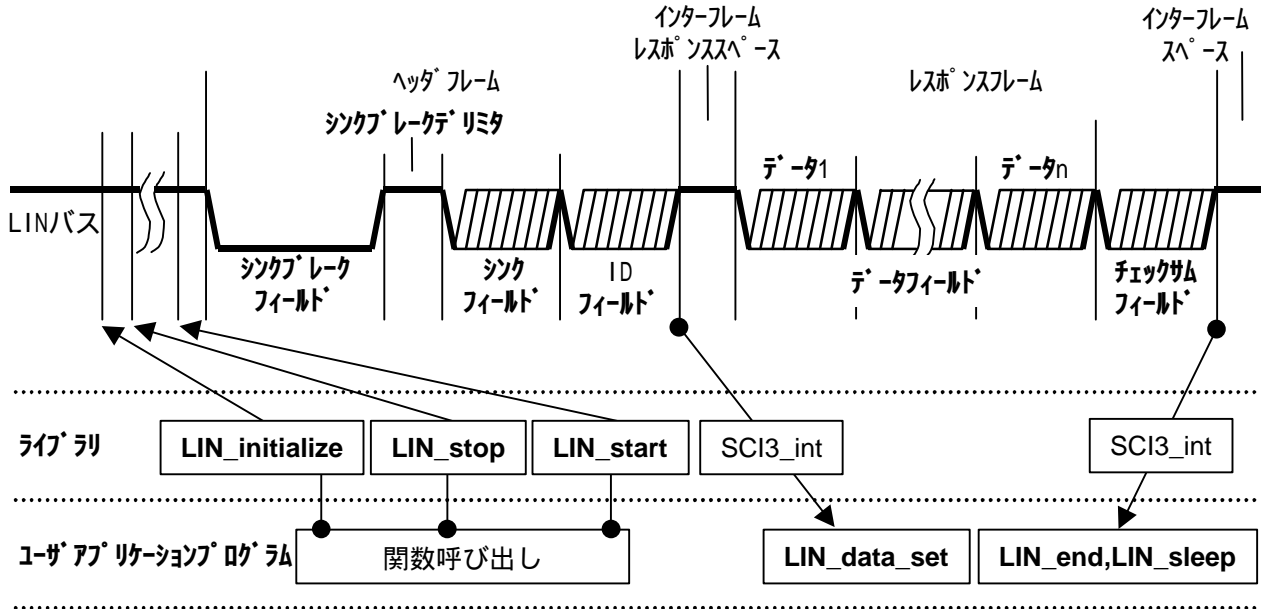 インターフレーム
レスポンススペース
インターフレーム
スペース
ヘッダフレーム
レスポンスフレーム
シンクブレークデリミタ
データ1
データn
LINバス
シンクブレーク
フィールド
シンク
フィールド
ID
フィールド
データフィールド
チェックサム
フィールド
ライブラリ
LIN_initialize
LIN_stop
LIN_start
SCI3_int
SCI3_int
ユーザアプリケーションプログラム
関数呼び出し
LIN_data_set
LIN_end,LIN_sleep